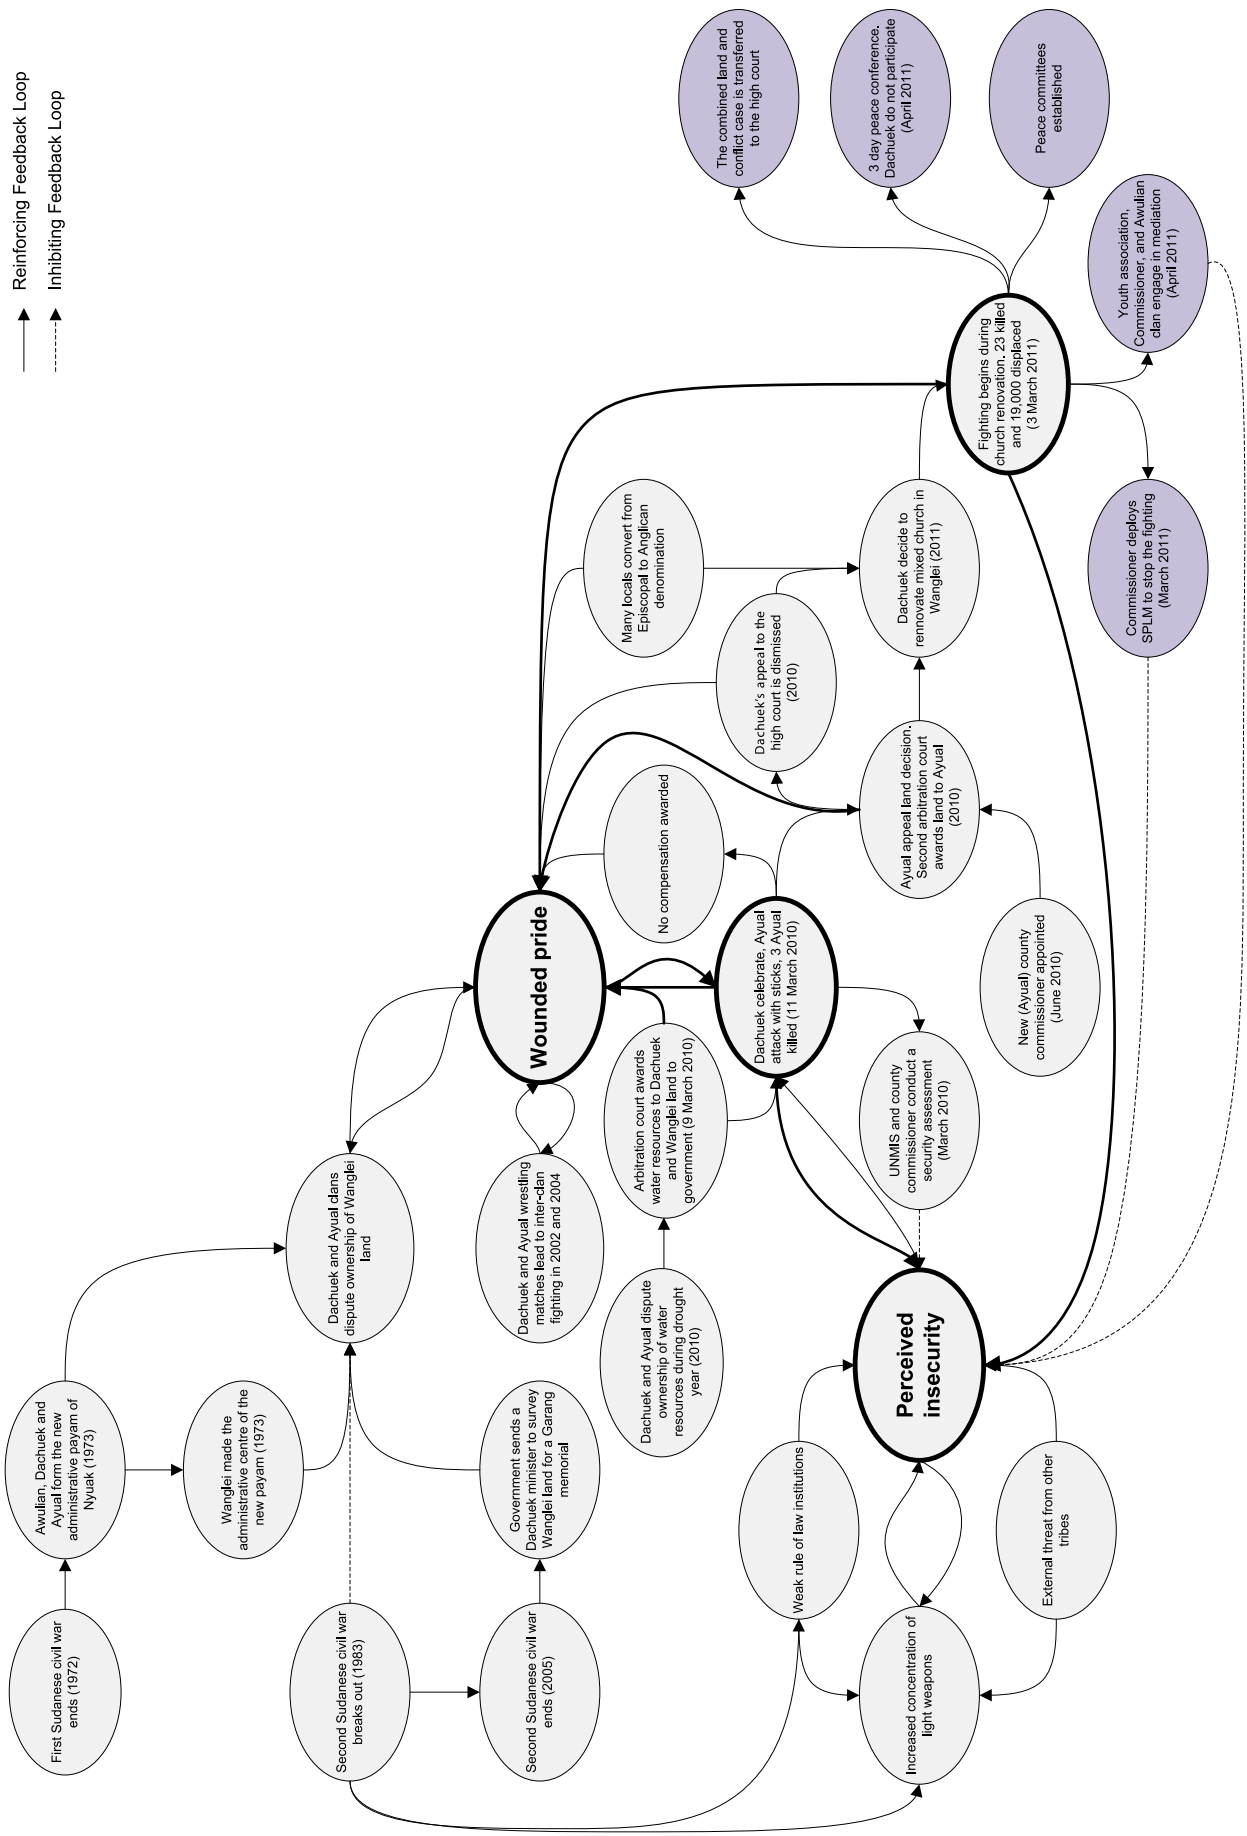 Reinforcing Feedback Loop
Inhibiting Feedback Loop
First Sudanese civil war
ends (1972)
Awulian, Dachuek and
Ayual form the new
administrative payam of
Nyuak (1973)
Wanglei made the
administrative centre of the
new payam (1973)
Second Sudanese civil war
breaks out (1983)
Second Sudanese civil war
ends (2005)
Government sends a
Dachuek minister to survey
Wanglei land for a Garang
memorial
Dachuek and Ayual clans
dispute ownership of Wanglei
land
Dachuek and Ayual wrestling
matches lead to inter-clan
fighting in 2002 and 2004
Wounded pride
Dachuek and Ayual dispute
ownership of water
resources during drought
year (2010)
Arbitration court awards
water resources to Dachuek
and Wanglei land to
government (9 March 2010)
Dachuek celebrate, Ayual
attack with sticks, 3 Ayual
killed (11 March 2010)
No compensation awarded
Many locals convert from
Episcopal to Anglican
denomination
Dachuek's appeal to the
high court is dismissed
(2010)
Weak rule of law institutions
Increased concentration of
light weapons
External threat from other
tribes
Perceived
insecurity
UNMIS and county
commissioner conduct a
security assessment
(March 2010)
New (Ayual) county
commissioner appointed
(June 2010)
Ayual appeal land decision.
Second arbitration court
awards land to Ayual
(2010)
Dachuek decide to
rennovate mixed church in
Wanglei (2011)
Fighting begins during
church renovation. 23 killed
and 19,000 displaced
(3 March 2011)
The combined land and
conflict case is transferred
to the high court
3 day peace conference.
Dachuek do not participate
(April 2011)
Peace committees
established
Youth association,
Commissioner, and Awulian
clan engage in mediation
(April 2011)
Commissioner deploys
SPLM to stop the fighting
(March 2011)